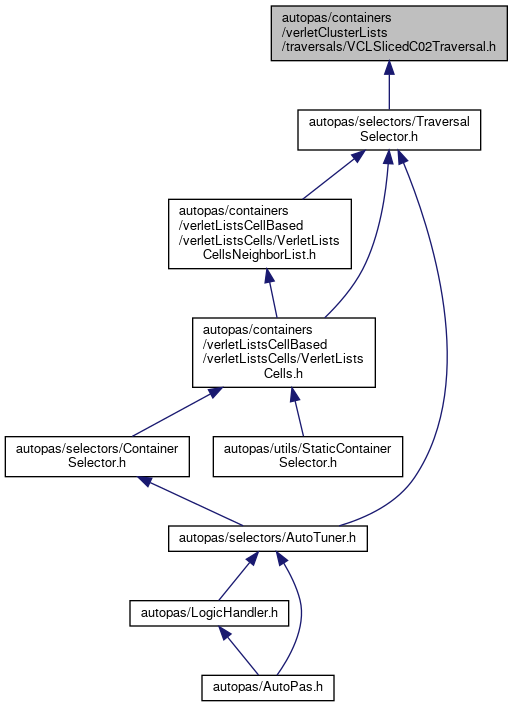 autopas/containers
/verletClusterLists
/traversals/VCLSlicedC02Traversal.h
autopas/selectors/Traversal
Selector.h
autopas/containers
/verletListsCellBased
/verletListsCells/VerletLists
CellsNeighborList.h
autopas/containers
/verletListsCellBased
/verletListsCells/VerletLists
Cells.h
autopas/selectors/Container
Selector.h
autopas/utils/StaticContainer
Selector.h
autopas/selectors/AutoTuner.h
autopas/LogicHandler.h
autopas/AutoPas.h